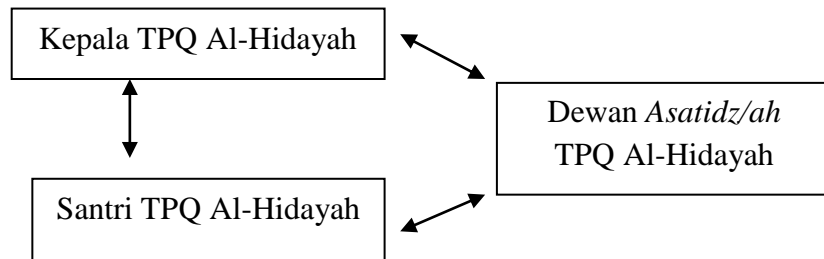 Kepala TPQ Al-Hidayah
Dewan Asatidz/ah
TPQ Al-Hidayah
Santri TPQ Al-Hidayah